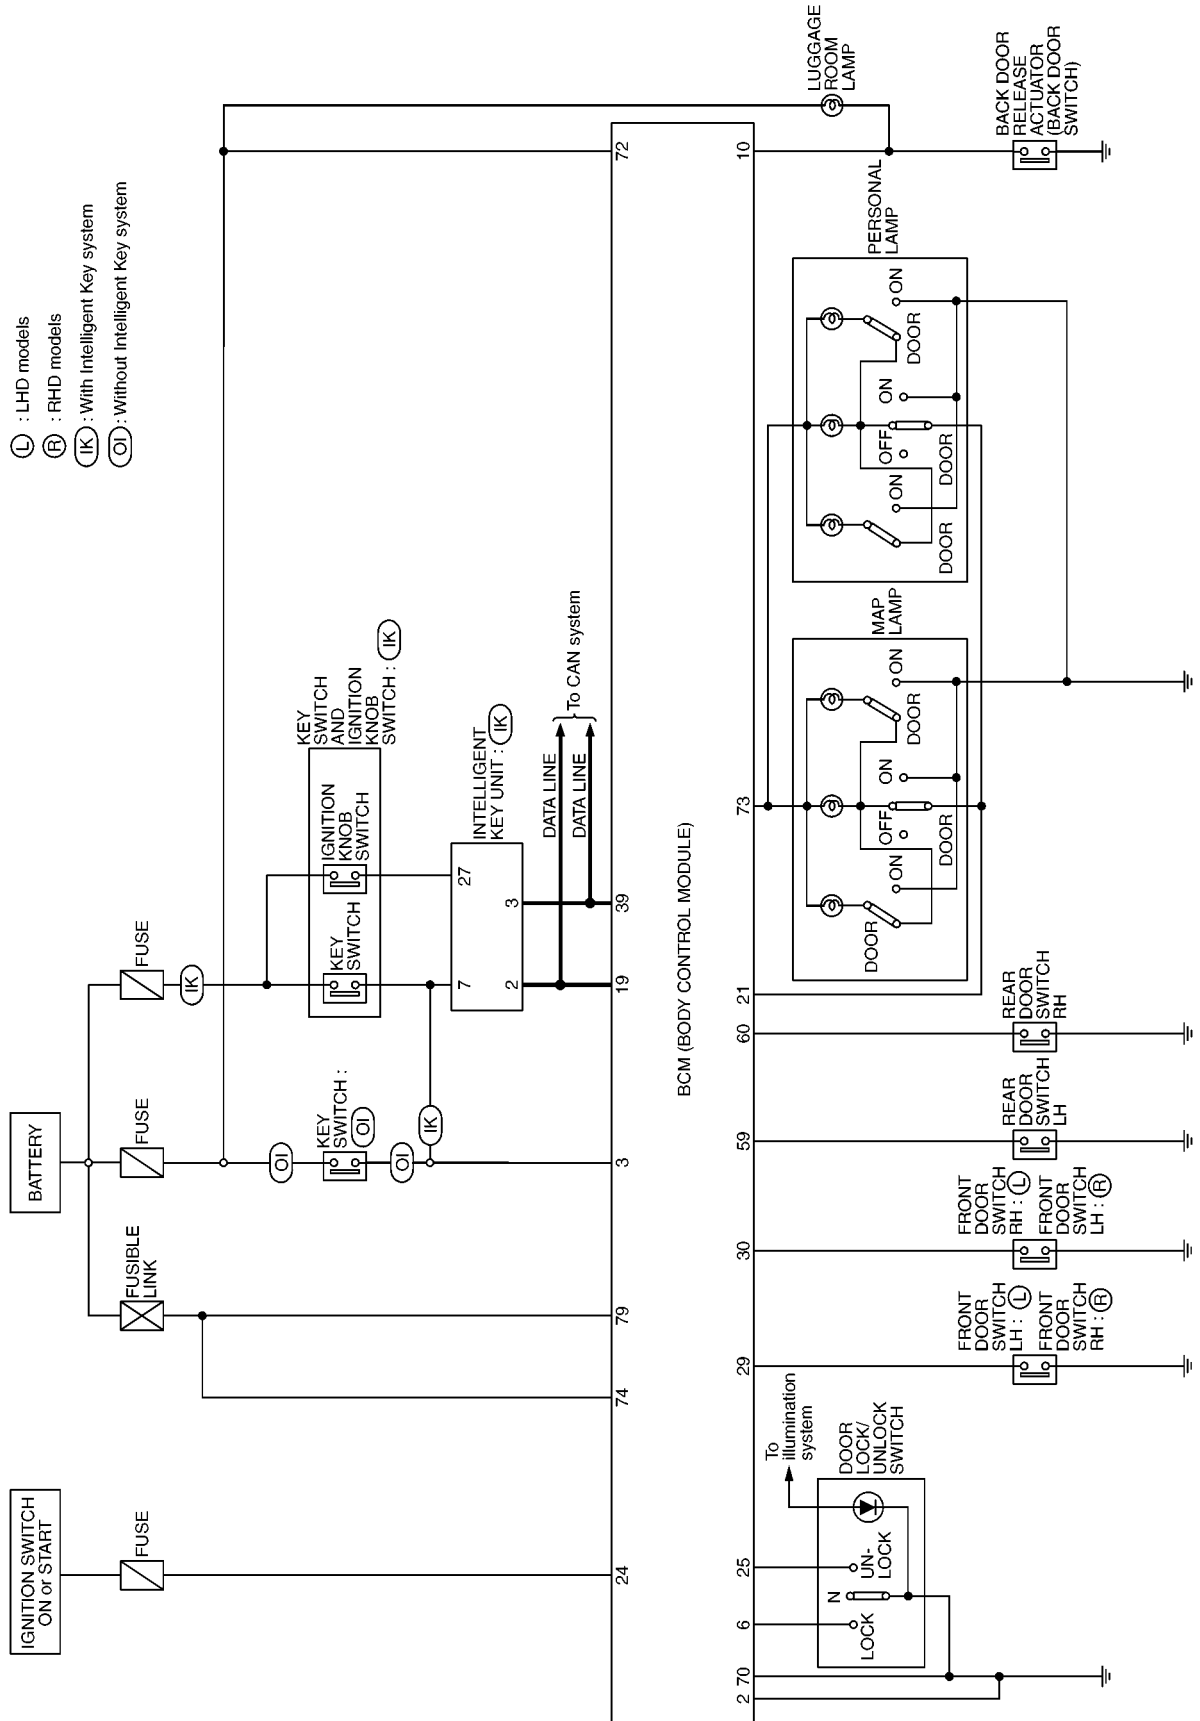 IGNITION SWITCH
ON or START
FUSE
24
BATTERY
FUSIBLE
LINK
74
79
FUSE
OI
KEY
SWITCH :
OI
OI
IK
3
FUSE
IK
KEY
SWITCH
AND
IGNITION
KNOB
SWITCH : IK
KEY
SWITCH
IGNITION
KNOB
SWITCH
INTELLIGENT
KEY UNIT : IK
7
27
2
3
DATA LINE
DATA LINE
To CAN system
19
39
72
L : LHD models
R : RHD models
IK : With Intelligent Key system
OI : Without Intelligent Key system
BCM (BODY CONTROL MODULE)
2
70
6
25
29
30
59
60
21
73
10
LOCK
N
UN-
LOCK
DOOR
LOCK/
UNLOCK
SWITCH
To
illumination
system
FRONT
DOOR
SWITCH
LH : L
FRONT
DOOR
SWITCH
RH : R
FRONT
DOOR
SWITCH
RH : L
FRONT
DOOR
SWITCH
LH : R
REAR
DOOR
SWITCH
LH
REAR
DOOR
SWITCH
RH
MAP
LAMP
DOOR
ON
OFF
ON
DOOR
DOOR
ON
PERSONAL
LAMP
DOOR
ON
OFF
ON
DOOR
DOOR
ON
LUGGAGE
ROOM
LAMP
BACK DOOR
RELEASE
ACTUATOR
(BACK DOOR
SWITCH)